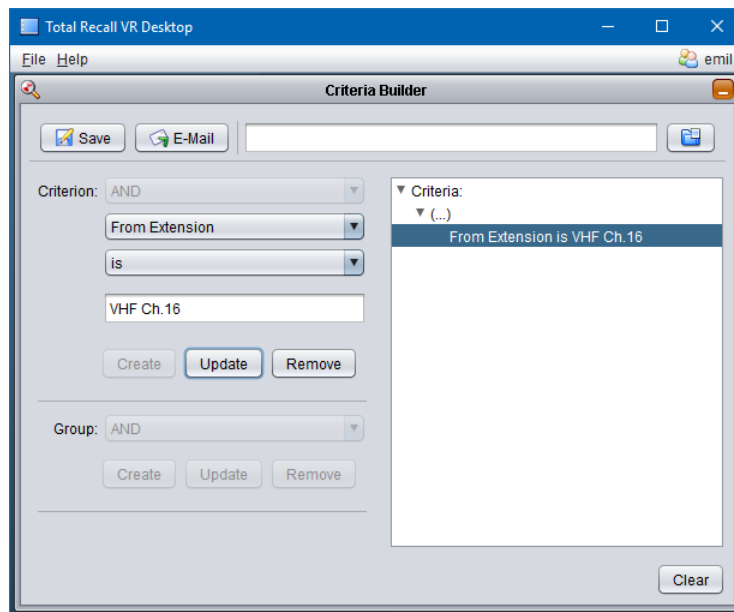 Total Recall VR Desktop
File Help
emil
Criteria Builder
Save
E-Mail
Criterion:
AND
From Extension
is
VHF Ch.16
Create
Update
Remove
Group:
AND
Create
Update
Remove
Criteria:
(...)
From Extension is VHF Ch.16
Clear